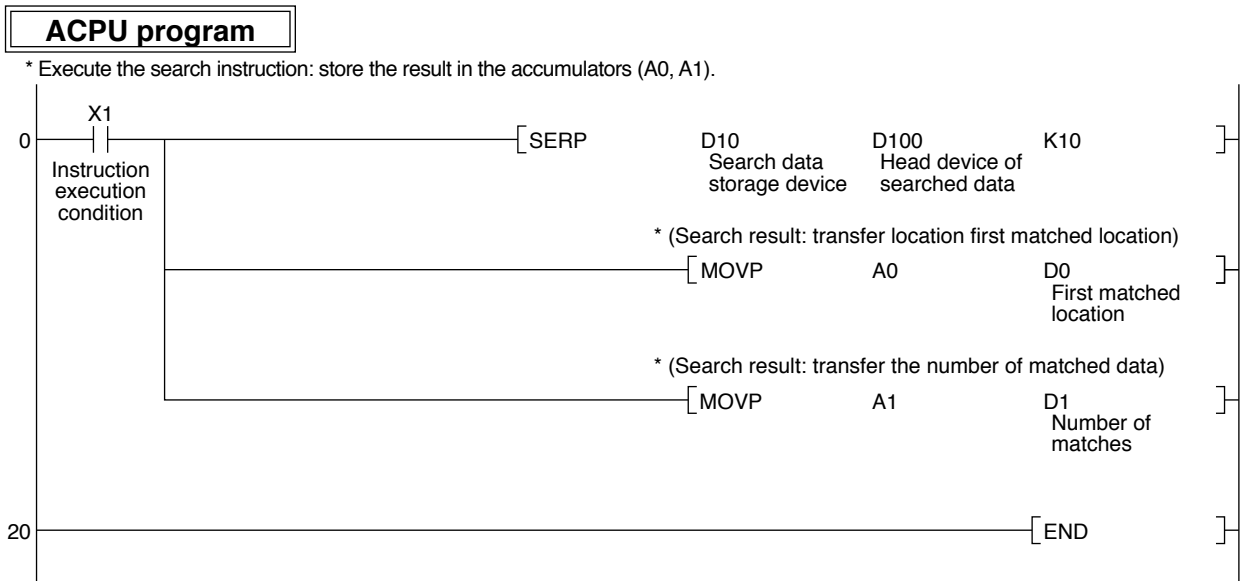 ACPU program
* Execute the search instruction: store the result in the accumulators (A0, A1).
X1
0 SERP D10 D100 K10
Instruction execution condition
Search data storage device
Head device of searched data
* (Search result: transfer location first matched location)
MOVP A0 D0
First matched location
* (Search result: transfer the number of matched data)
MOVP A1 D1
Number of matches
20 END